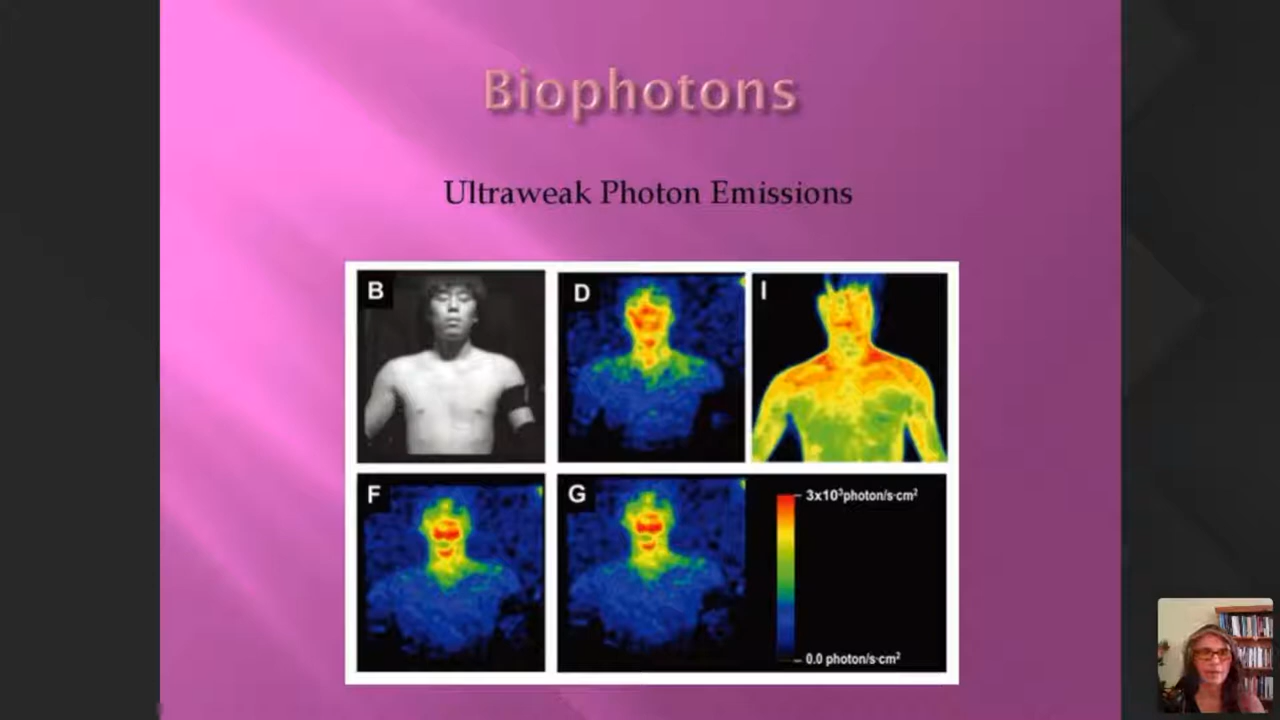 Biophotons
Ultraweak Photon Emissions
B
D
I
F
G
3x10³photon/s·cm²
0.0 photon/s·cm²